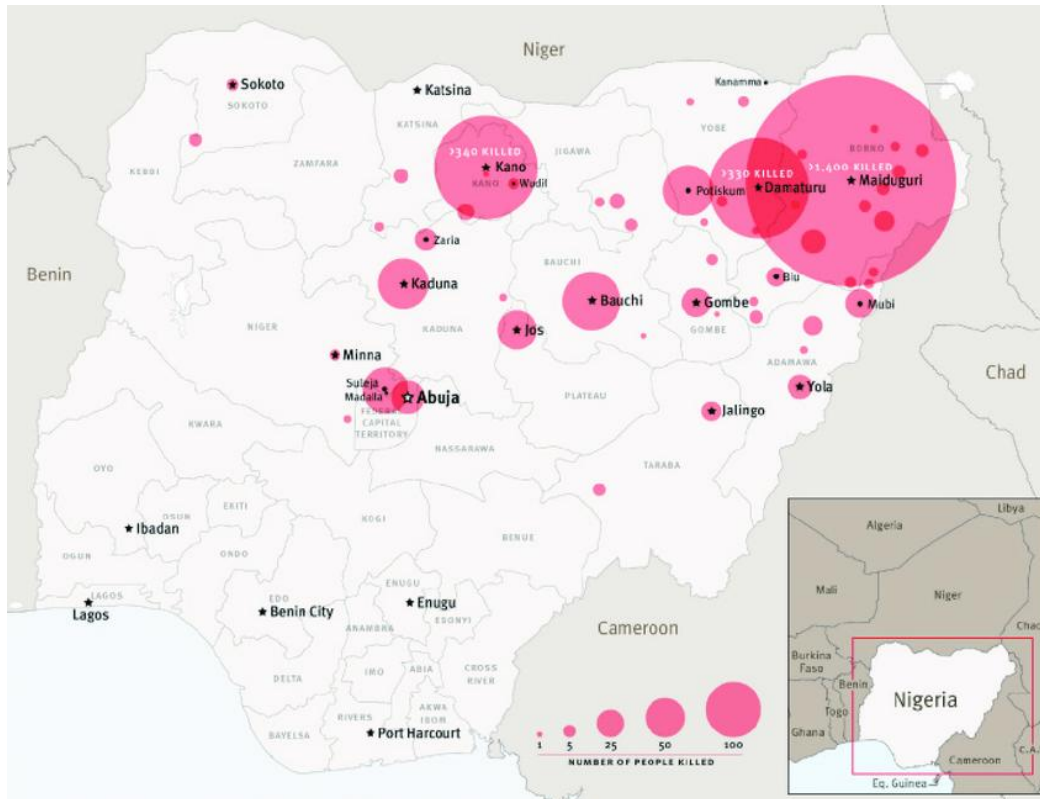 Niger
Kanamma
Sokoto
SOKOTO
Katsina
KATSINA
YOBE
BORNO
>340 KILLED
JIGAWA
ZAMFARA
KEBBI
Kano
KANO
Wudil
>330 KILLED
>1,400 KILLED
Potiskum
Damaturu
Maiduguri
Zaria
Benin
BAUCHI
Kaduna
Bauchi
Gombe
Biu
Mubi
NIGER
KADUNA
Jos
GOMBE
Minna
ADAMAWA
Chad
Suleja
Madalla
Abuja
FEDERAL
CAPITAL
TERRITORY
PLATEAU
Yola
Jalingo
KWARA
NASSARAWA
OYO
TARABA
Ibadan
OSUN
EKITI
KOGI
BENUE
OGUN
ONDO
LAGOS
Lagos
EDO
Benin City
ENUGU
Enugu
ESONYI
ANAMBRA
Cameroon
DELTA
IMO
ABIA
CROSS
RIVER
RIVERS
AKWA
IBOM
BAYELSA
Port Harcourt
1 5 25 50 100
NUMBER OF PEOPLE KILLED
Libya
Algeria
Mali
Niger
Chad
Burkina
Faso
Benin
Togo
Ghana
Nigeria
Cameroon
C.A.
Eq. Guinea